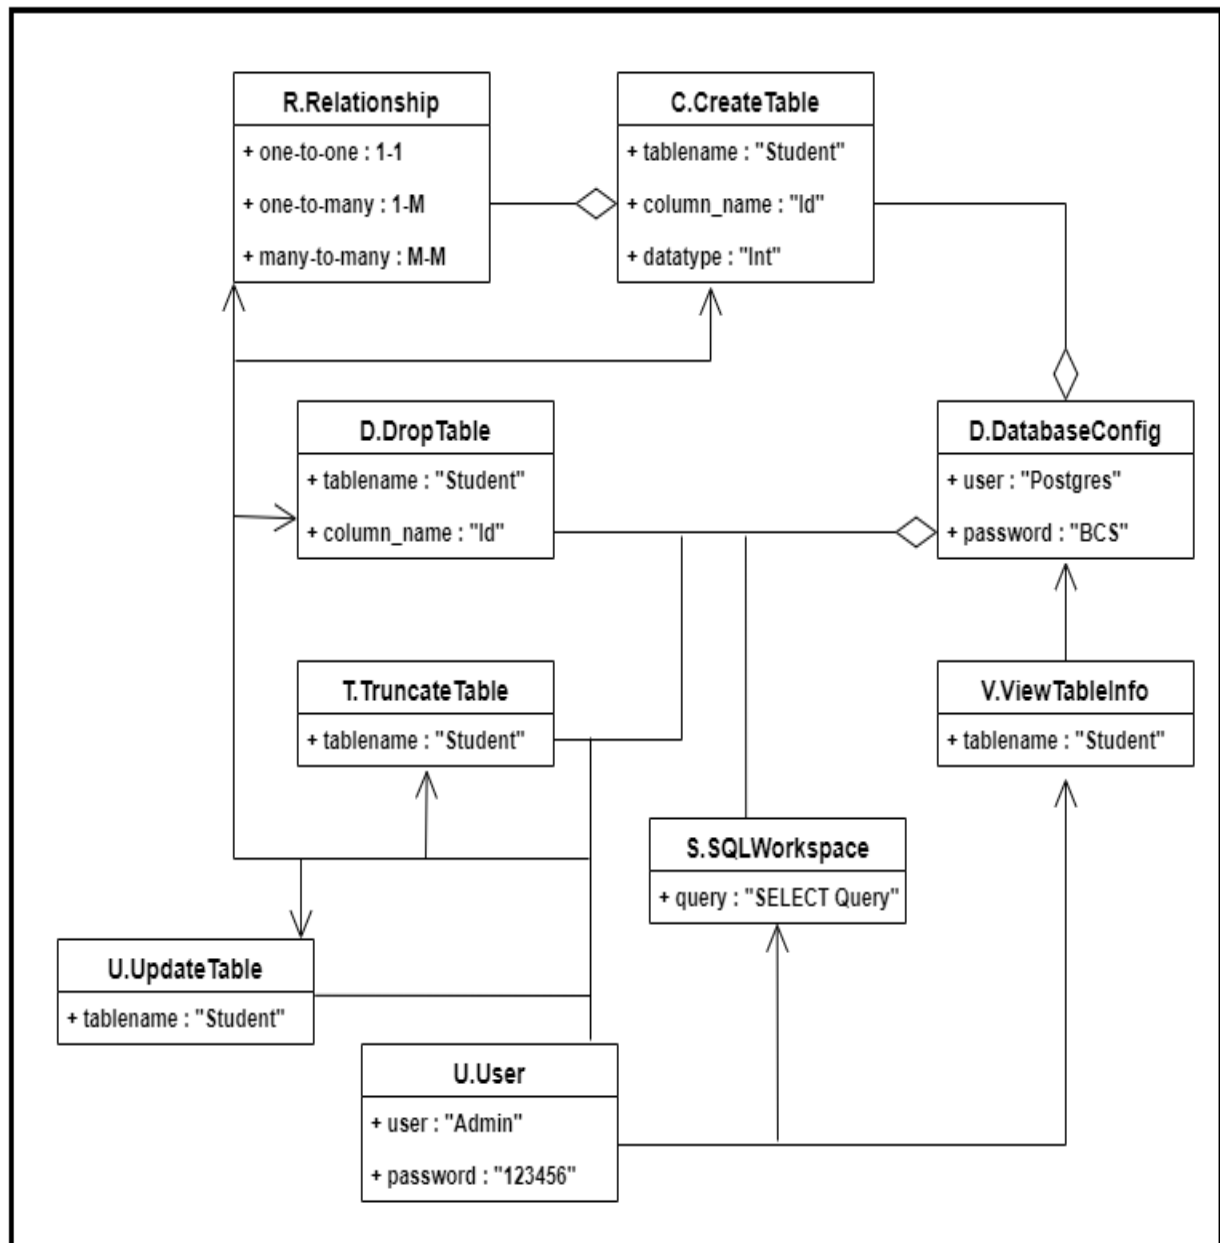 R.Relationship
+ one-to-one : 1-1
+ one-to-many : 1-M
+ many-to-many : M-M
C.CreateTable
+ tablename : "Student"
+ column_name : "Id"
+ datatype : "Int"
D.DropTable
+ tablename : "Student"
+ column_name : "Id"
D.DatabaseConfig
+ user : "Postgres"
+ password : "BCS"
T.TruncateTable
+ tablename : "Student"
V.ViewTableInfo
+ tablename : "Student"
S.SQLWorkspace
+ query : "SELECT Query"
U.UpdateTable
+ tablename : "Student"
U.User
+ user : "Admin"
+ password : "123456"